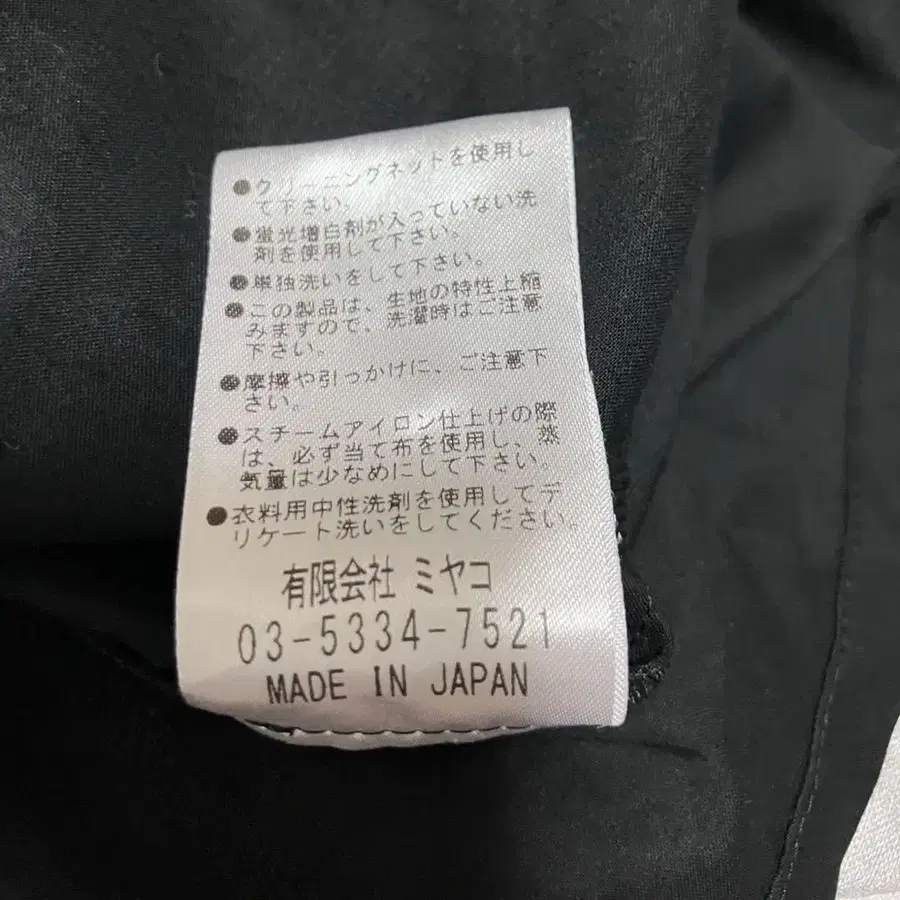 ●クリーニングネットを使用し
て下さい。
●蛍光増白剤が入っていない洗
剤を使用して下さい。
●単独洗いをして下さい。
●この製品は、生地の特性上縮
みますので、洗濯時はご注意
下さい。
●摩擦や引っかけに、ご注意下
さい。
●スチームアイロン仕上げの際
は、必ず当て布を使用し、蒸
気量は少なめにして下さい。
●衣料用中性洗剤を使用してデ
リケート洗いをしてください。
有限会社 ミヤコ
03-5334-7521
MADE IN JAPAN